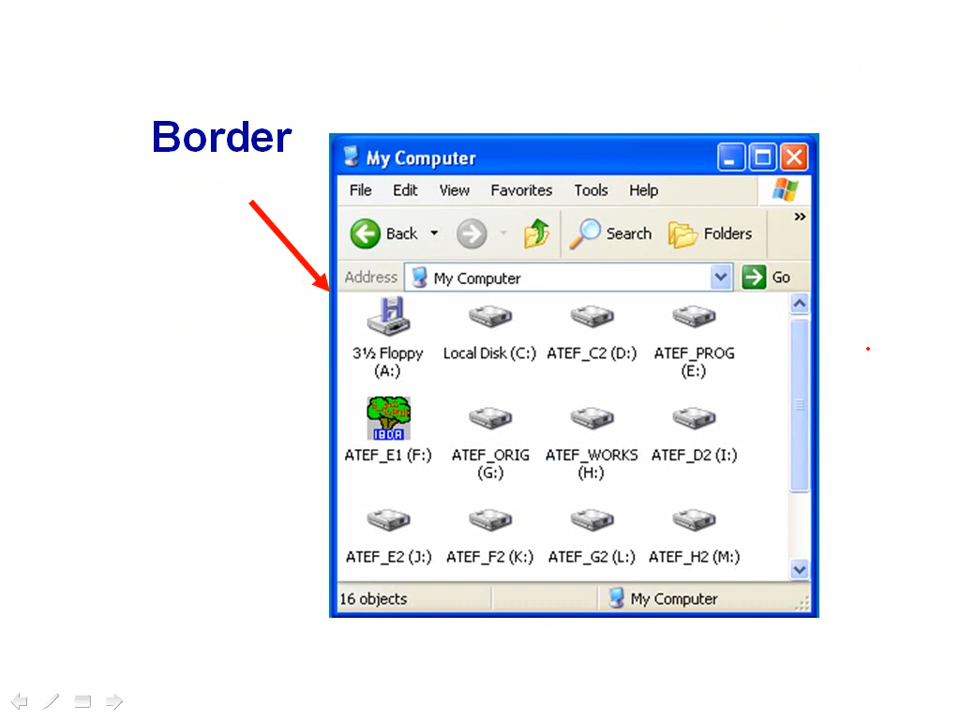 Border
My Computer
File Edit View Favorites Tools Help
Back Search Folders »
Address My Computer Go
3½ Floppy (A:)
Local Disk (C:)
ATEF_C2 (D:)
ATEF_PROG (E:)
IBDA
ATEF_E1 (F:)
ATEF_ORIG (G:)
ATEF_WORKS (H:)
ATEF_D2 (I:)
ATEF_E2 (J:)
ATEF_F2 (K:)
ATEF_G2 (L:)
ATEF_H2 (M:)
16 objects My Computer